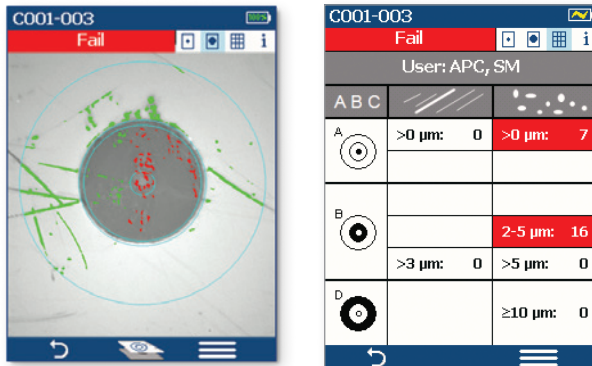 C001-003
100%
Fail
i
C001-003
Fail
i
User: APC, SM
A B C
A
>0 µm: 0
>0 µm: 7
B
2-5 µm: 16
>3 µm: 0
>5 µm: 0
D
≥10 µm: 0